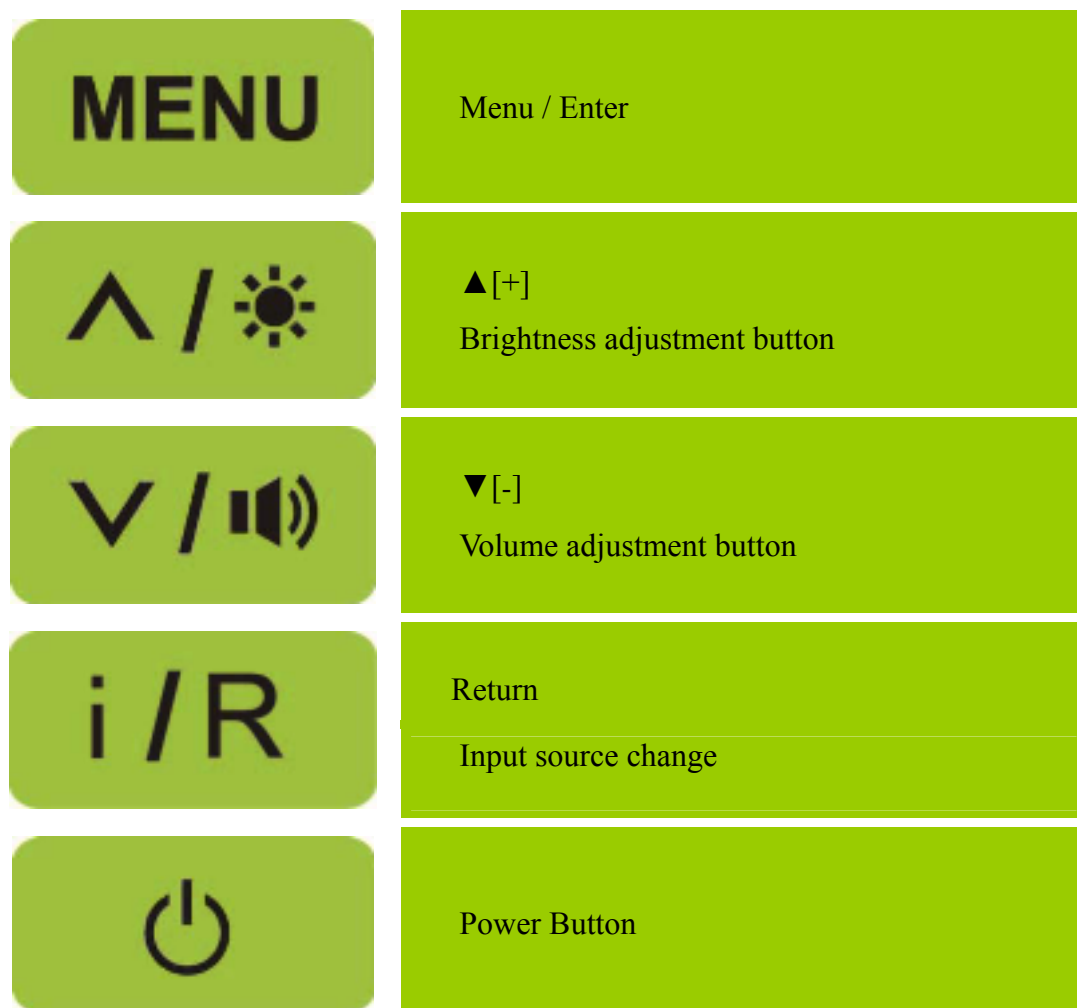 MENU
Menu / Enter
/
▲[+]
Brightness adjustment button
/
▼[-]
Volume adjustment button
i / R
Return
Input source change
Power Button